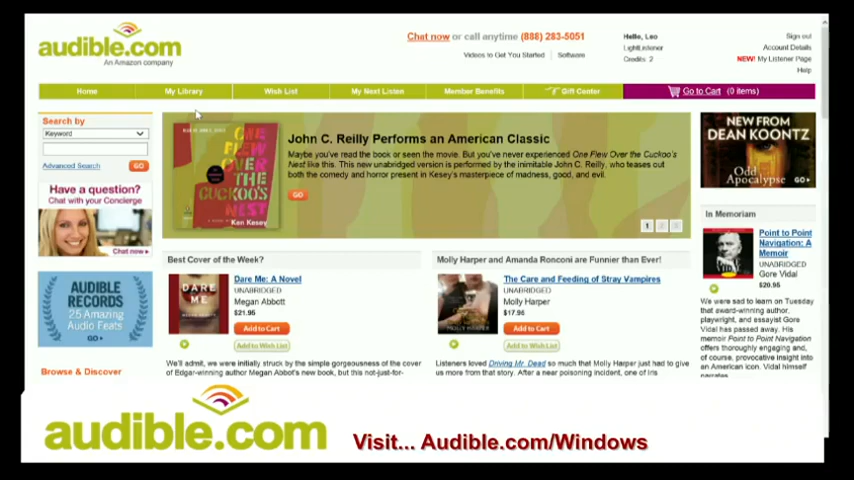 audible.com
An Amazon company
Chat now or call anytime (888) 283-5051
Videos to Get You Started
Software
Hello, Leo
LightListener
Credits: 2
Sign out
Account Details
NEW! My Listener Page
Help
Home
My Library
Wish List
My Next Listen
Member Benefits
Gift Center
Go to Cart (0 items)
Search by
Keyword
Advanced Search
GO
Have a question?
Chat with your Concierge
Chat now
AUDIBLE
RECORDS
25 Amazing
Audio Feats
GO
Browse & Discover
ONE
FLEW
OVER
THE
CUCKOO'S
NEST
Ken Kesey
John C. Reilly Performs an American Classic
Maybe you've read the book or seen the movie. But you've never experienced One Flew Over the Cuckoo's
Nest like this. This new unabridged version is performed by the inimitable John C. Reilly, who teases out
both the comedy and horror present in Kesey's masterpiece of madness, good, and evil.
GO
1 2 3
Best Cover of the Week?
DARE
ME
Dare Me: A Novel
UNABRIDGED
Megan Abbott
$21.95
Add to Cart
Add to Wish List
We'll admit, we were initially struck by the simple gorgeousness of the cover
of Edgar-winning author Megan Abbott's new book, but this not-just-for-
Molly Harper and Amanda Ronconi are Funnier than Ever!
MOLLY HARPER
The Care and Feeding of Stray Vampires
UNABRIDGED
Molly Harper
$17.95
Add to Cart
Add to Wish List
Listeners loved Driving Mr. Dead so much that Molly Harper just had to give
us more from that story. After a near poisoning incident, one of Iris
NEW FROM
DEAN KOONTZ
Odd
Apocalypse
GO
In Memoriam
Point to Point
Navigation: A
Memoir
UNABRIDGED
Gore Vidal
$20.95
We were sad to learn on Tuesday
that award-winning author,
playwright, and essayist Gore
Vidal has passed away. His
memoir Point to Point Navigation
offers thoroughly engaging and,
of course, provocative insight into
an American icon. Vidal himself
narrates
audible.com
Visit... Audible.com/Windows